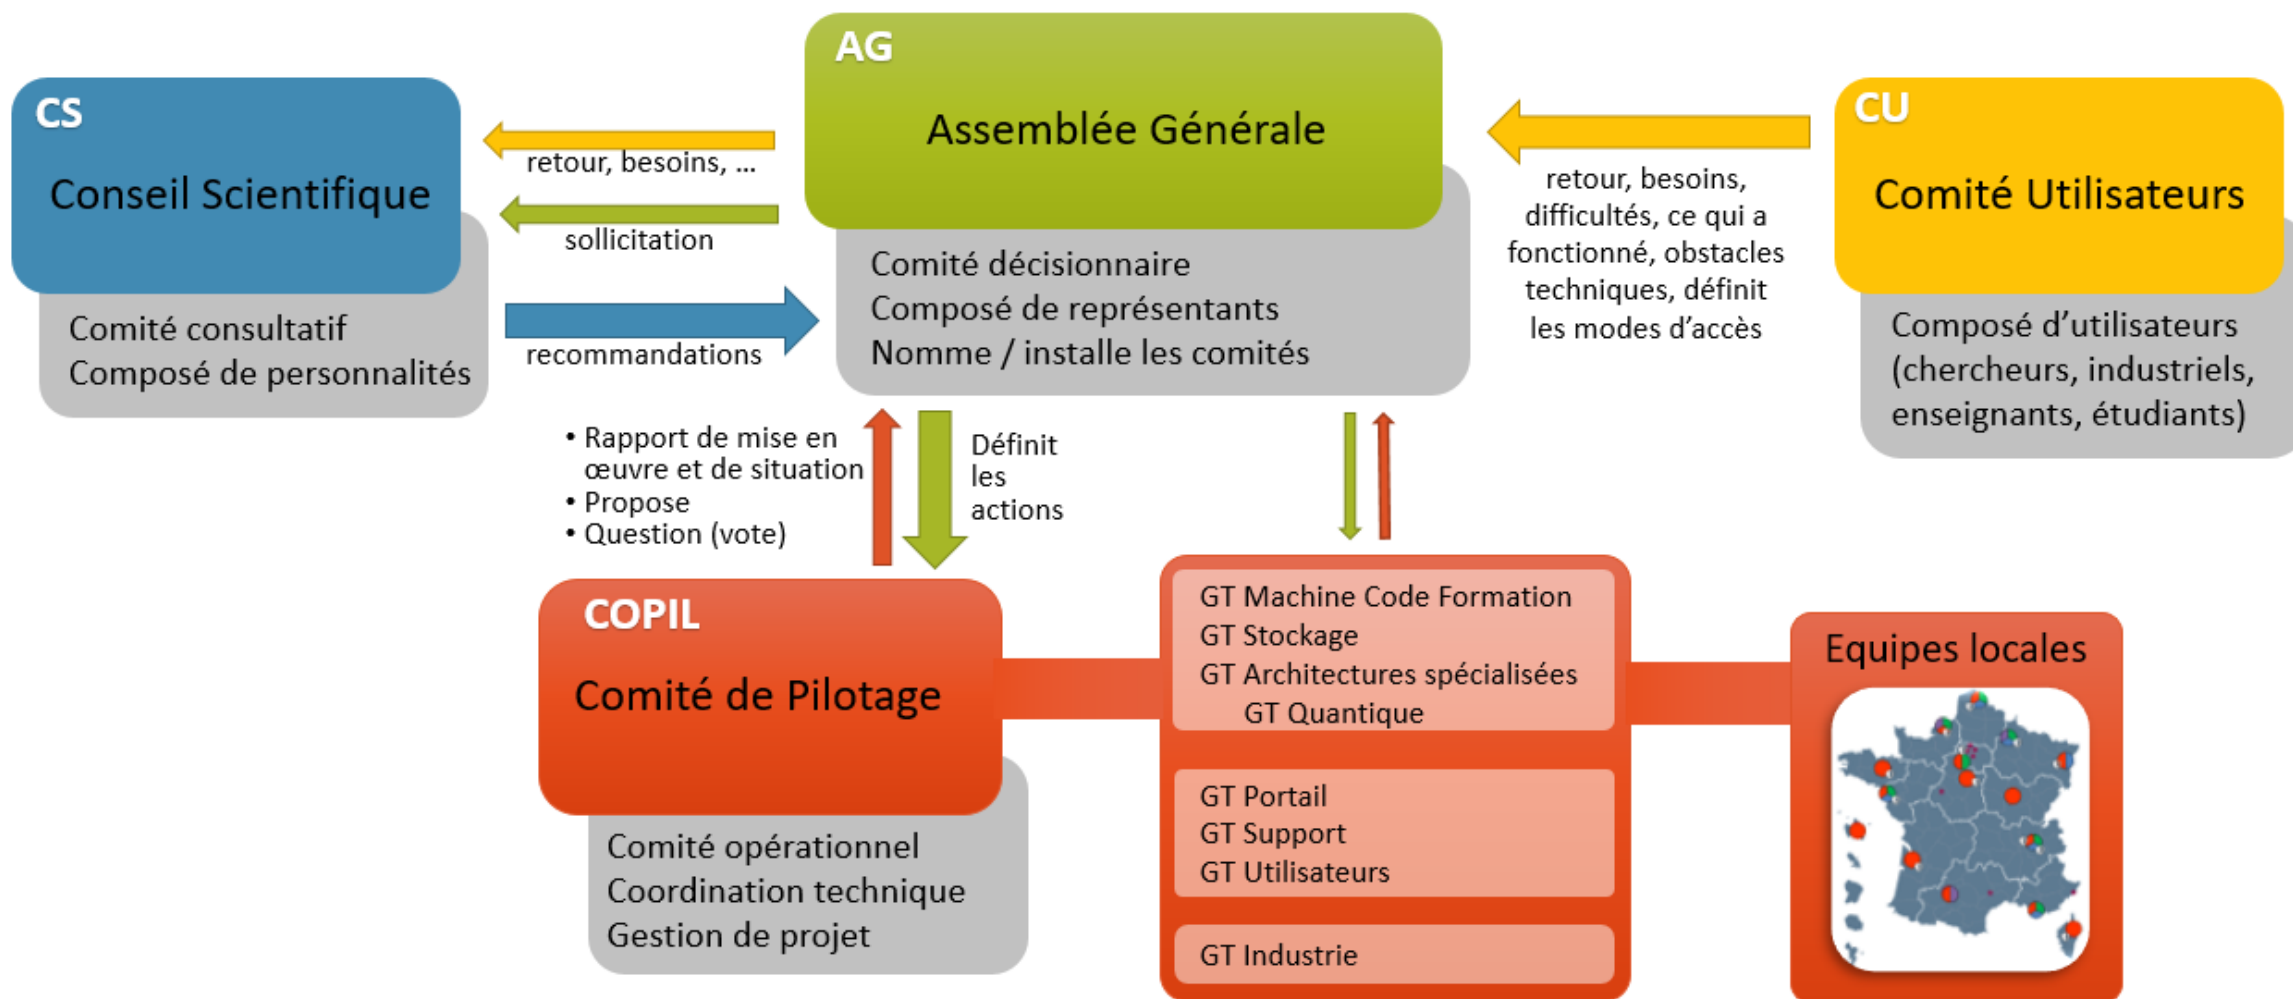 CS
Conseil Scientifique
Comité consultatif
Composé de personnalités
retour, besoins, ...
sollicitation
recommandations
AG
Assemblée Générale
Comité décisionnaire
Composé de représentants
Nomme / installe les comités
retour, besoins,
difficultés, ce qui a
fonctionné, obstacles
techniques, définit
les modes d’accès
CU
Comité Utilisateurs
Composé d’utilisateurs
(chercheurs, industriels,
enseignants, étudiants)
• Rapport de mise en
œuvre et de situation
• Propose
• Question (vote)
Définit
les
actions
COPIL
Comité de Pilotage
Comité opérationnel
Coordination technique
Gestion de projet
GT Machine Code Formation
GT Stockage
GT Architectures spécialisées
GT Quantique
GT Portail
GT Support
GT Utilisateurs
GT Industrie
Equipes locales